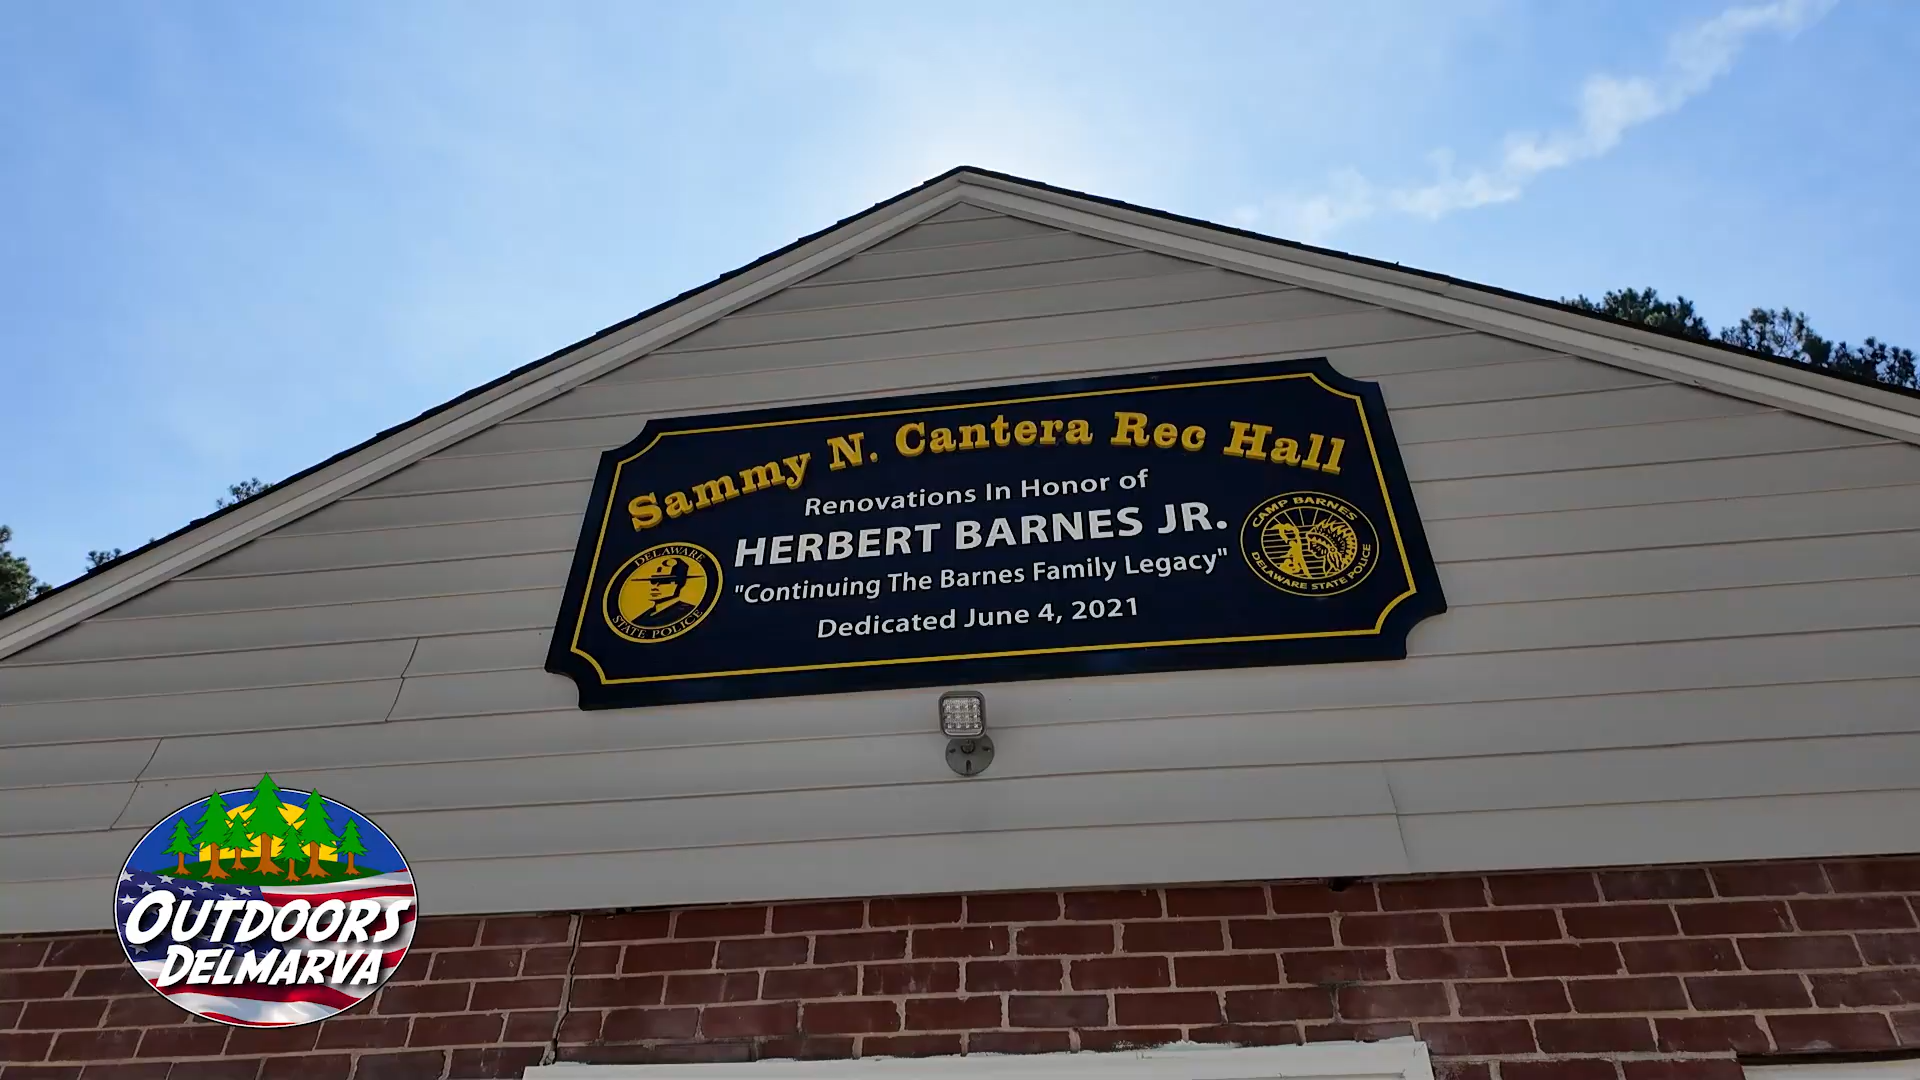 Sammy N. Cantera Rec Hall
Renovations In Honor of
HERBERT BARNES JR.
"Continuing The Barnes Family Legacy"
Dedicated June 4, 2021
DELAWARE
STATE POLICE
CAMP BARNES
DELAWARE STATE POLICE
OUTDOORS
DELMARVA